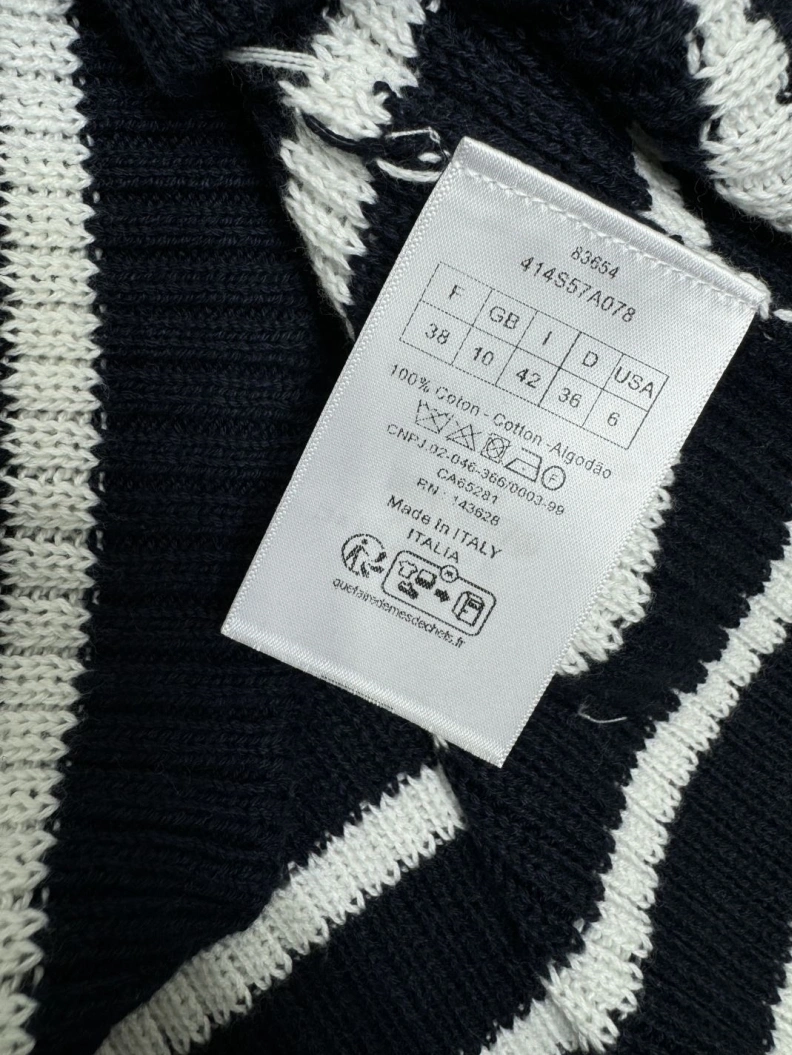 83654
414S57A078
F GB I D USA
38 10 42 36 6
100% Coton - Cotton - Algodão
F
CNPJ.02-046-366/0003-99
CA65281
RN : 143628
Made in ITALY
ITALIA
quefairedemesdechets.fr